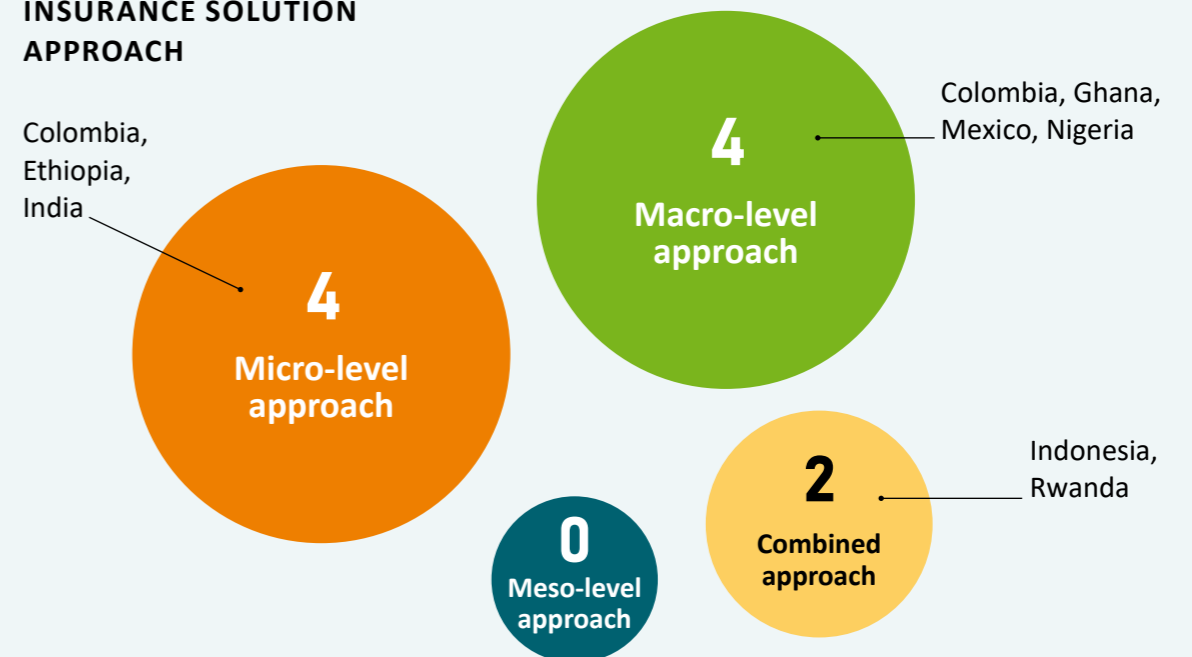 INSURANCE SOLUTION
APPROACH
Colombia,
Ethiopia,
India
4
Micro-level
approach
4
Macro-level
approach
Colombia, Ghana,
Mexico, Nigeria
0
Meso-level
approach
2
Combined
approach
Indonesia,
Rwanda